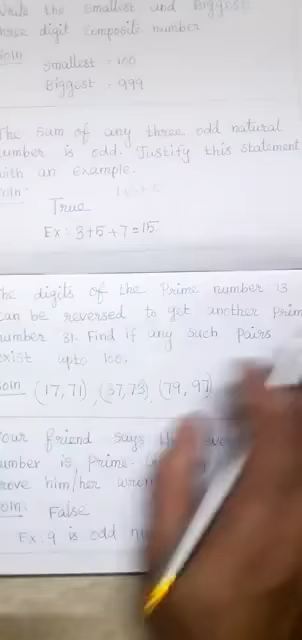 the smallest and Biggest
three digit composite number
Soln
smallest = 100
Biggest = 999
The sum of any three odd natural
number is odd. Justify this statement
with an example.
Soln:
True
Ex: 3+5+7=15
The digits of the Prime number 13
can be reversed to get another prim
number 31. Find if any such Pairs
exist upto 100.
Soln (17,71), (37,73), (79,97)
Your friend says
number is Prime.
prove him/her
Soln: False
Ex: 9 is odd